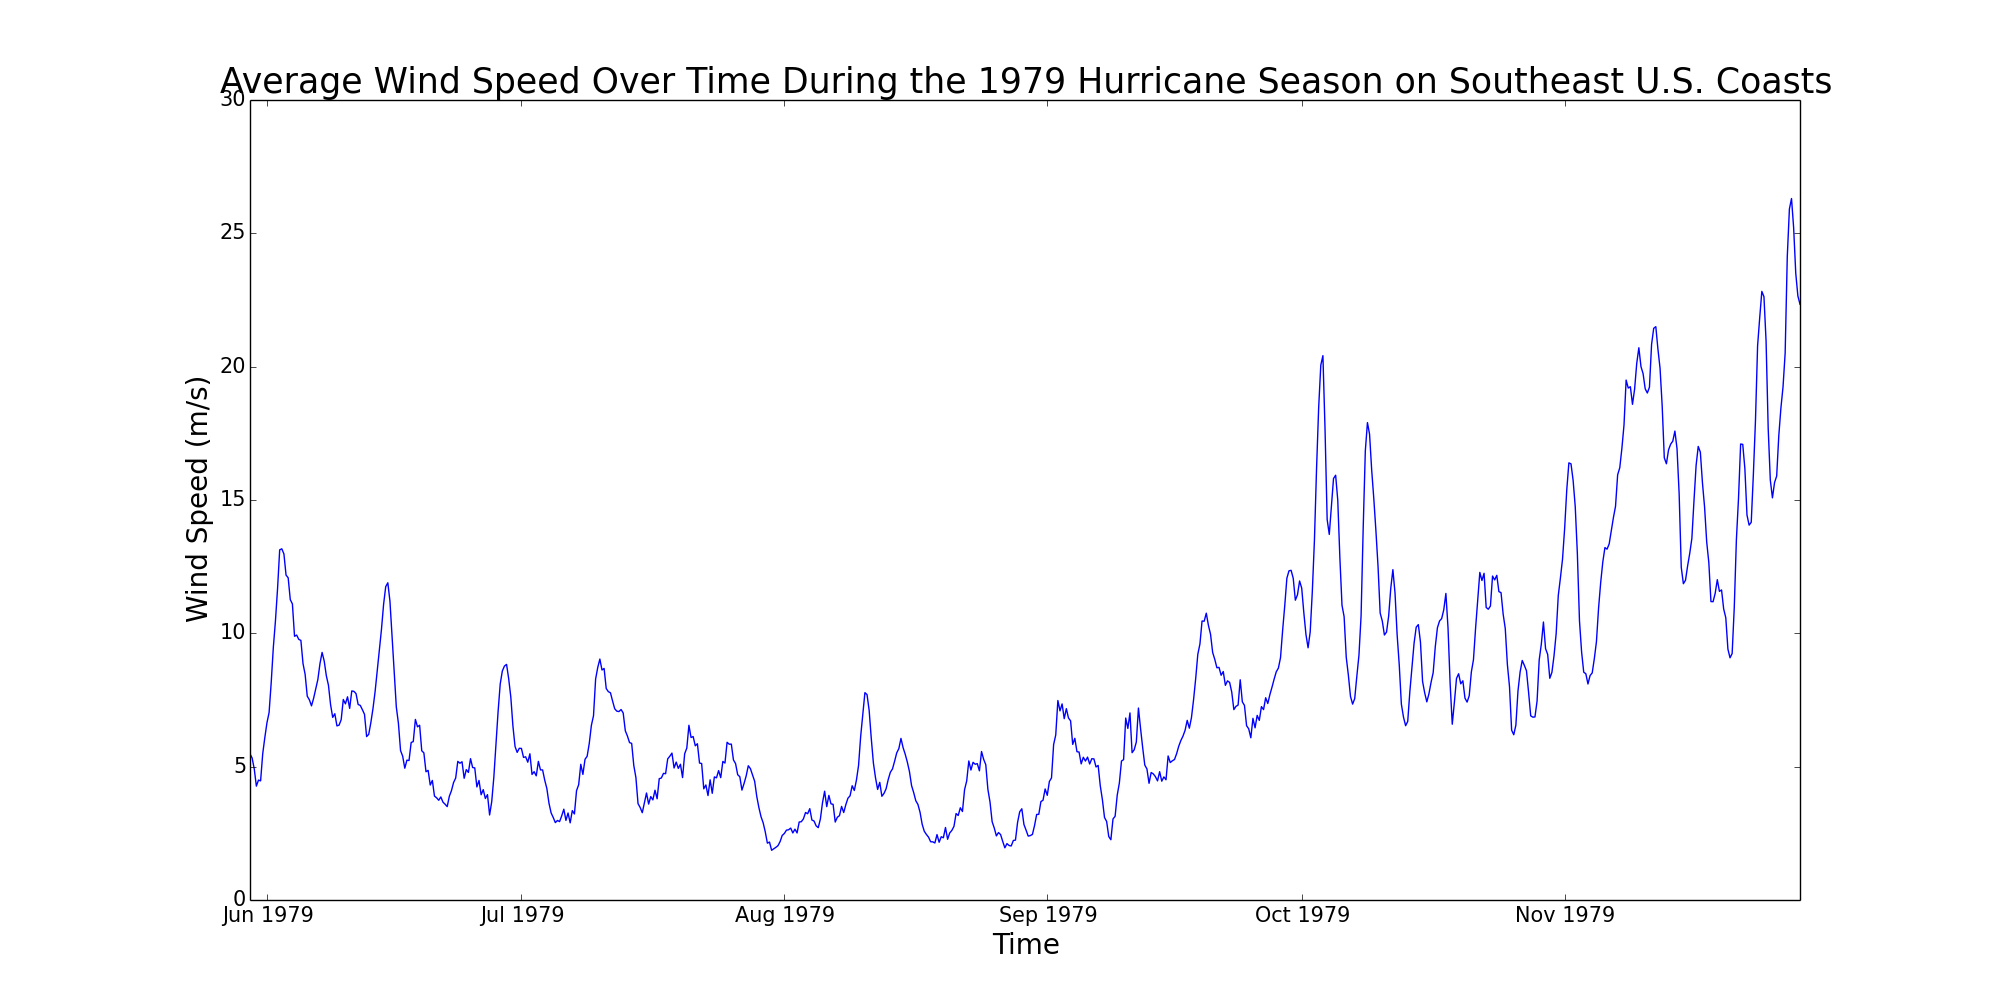 Average Wind Speed Over Time During the 1979 Hurricane Season on Southeast U.S. Coasts
30
25
20
15
10
5
0
Wind Speed (m/s)
Jun 1979 Jul 1979 Aug 1979 Sep 1979 Oct 1979 Nov 1979
Time